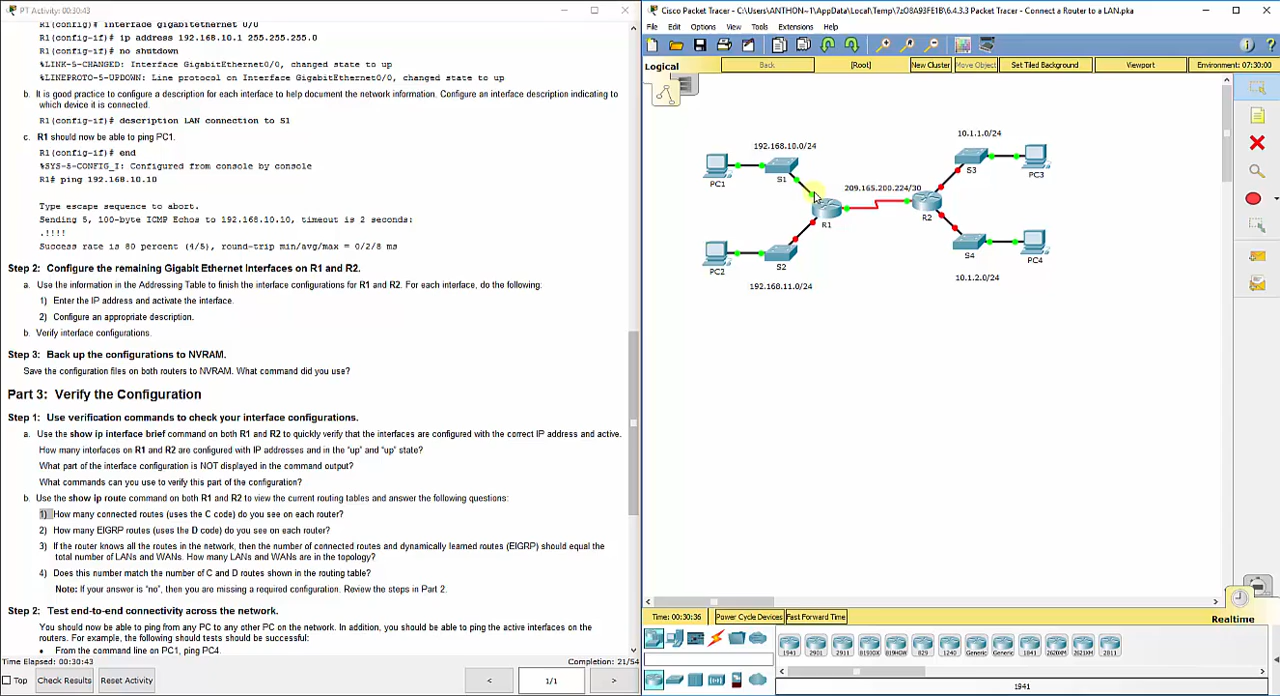 PT Activity: 00:30:43
R1(config)# interface gigabitethernet 0/0
R1(config-if)# ip address 192.168.10.1 255.255.255.0
R1(config-if)# no shutdown
%LINK-5-CHANGED: Interface GigabitEthernet0/0, changed state to up
%LINEPROTO-5-UPDOWN: Line protocol on Interface GigabitEthernet0/0, changed state to up
b. It is good practice to configure a description for each interface to help document the network information. Configure an interface description indicating to
which device it is connected.
R1(config-if)# description LAN connection to S1
c. R1 should now be able to ping PC1.
R1(config-if)# end
%SYS-5-CONFIG_I: Configured from console by console
R1# ping 192.168.10.10
Type escape sequence to abort.
Sending 5, 100-byte ICMP Echos to 192.168.10.10, timeout is 2 seconds:
.!!!!
Success rate is 80 percent (4/5), round-trip min/avg/max = 0/2/8 ms
Step 2: Configure the remaining Gigabit Ethernet Interfaces on R1 and R2.
a. Use the information in the Addressing Table to finish the interface configurations for R1 and R2. For each interface, do the following:
1) Enter the IP address and activate the interface.
2) Configure an appropriate description.
b. Verify interface configurations.
Step 3: Back up the configurations to NVRAM.
Save the configuration files on both routers to NVRAM. What command did you use?
Part 3: Verify the Configuration
Step 1: Use verification commands to check your interface configurations.
a. Use the show ip interface brief command on both R1 and R2 to quickly verify that the interfaces are configured with the correct IP address and active.
How many interfaces on R1 and R2 are configured with IP addresses and in the "up" and "up" state?
What part of the interface configuration is NOT displayed in the command output?
What commands can you use to verify this part of the configuration?
b. Use the show ip route command on both R1 and R2 to view the current routing tables and answer the following questions:
1) How many connected routes (uses the C code) do you see on each router?
2) How many EIGRP routes (uses the D code) do you see on each router?
3) If the router knows all the routes in the network, then the number of connected routes and dynamically learned routes (EIGRP) should equal the
total number of LANs and WANs. How many LANs and WANs are in the topology?
4) Does this number match the number of C and D routes shown in the routing table?
Note: If your answer is "no", then you are missing a required configuration. Review the steps in Part 2.
Step 2: Test end-to-end connectivity across the network.
You should now be able to ping from any PC to any other PC on the network. In addition, you should be able to ping the active interfaces on the
routers. For example, the following should tests should be successful:
• From the command line on PC1, ping PC4.
Time Elapsed: 00:30:43
Completion: 21/54
Top
Check Results
Reset Activity
<
1/1
>
Cisco Packet Tracer - C:\Users\ANTHON~1\AppData\Local\Temp\7zO8A93FE1B\6.4.3.3 Packet Tracer - Connect a Router to a LAN.pka
File Edit Options View Tools Extensions Help
Logical
Back
[Root]
New Cluster
Move Object
Set Tiled Background
Viewport
Environment: 07:30:00
10.1.1.0/24
192.168.10.0/24
S3
PC3
PC1
S1
209.165.200.224/30
R1
R2
PC2
S2
S4
PC4
192.168.11.0/24
10.1.2.0/24
Time: 00:30:36
Power Cycle Devices
Fast Forward Time
Realtime
1941
2901
2911
819IOX
819HGW
829
1240
Generic
Generic
1841
2620XM
2621XM
2811
1941